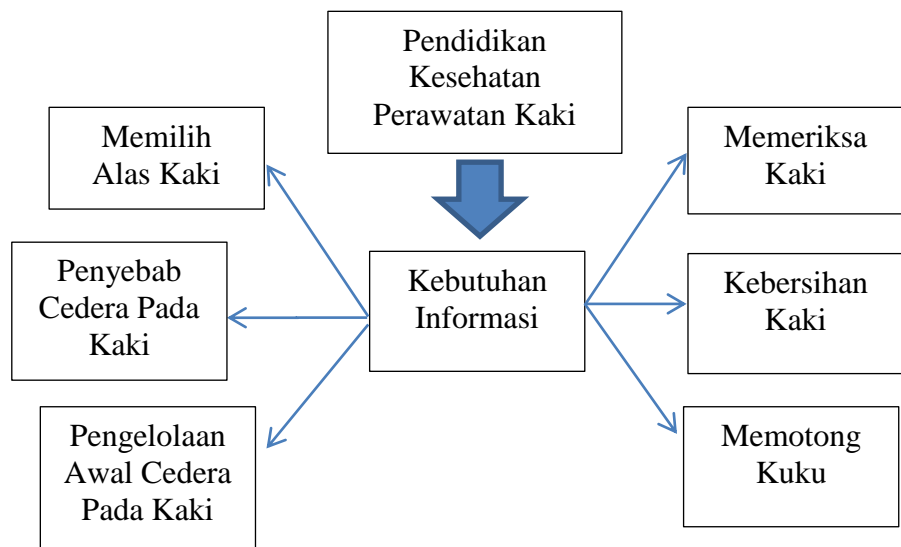 Pendidikan
Kesehatan
Perawatan Kaki
Memilih
Alas Kaki
Memeriksa
Kaki
Penyebab
Cedera Pada
Kaki
Kebutuhan
Informasi
Kebersihan
Kaki
Pengelolaan
Awal Cedera
Pada Kaki
Memotong
Kuku